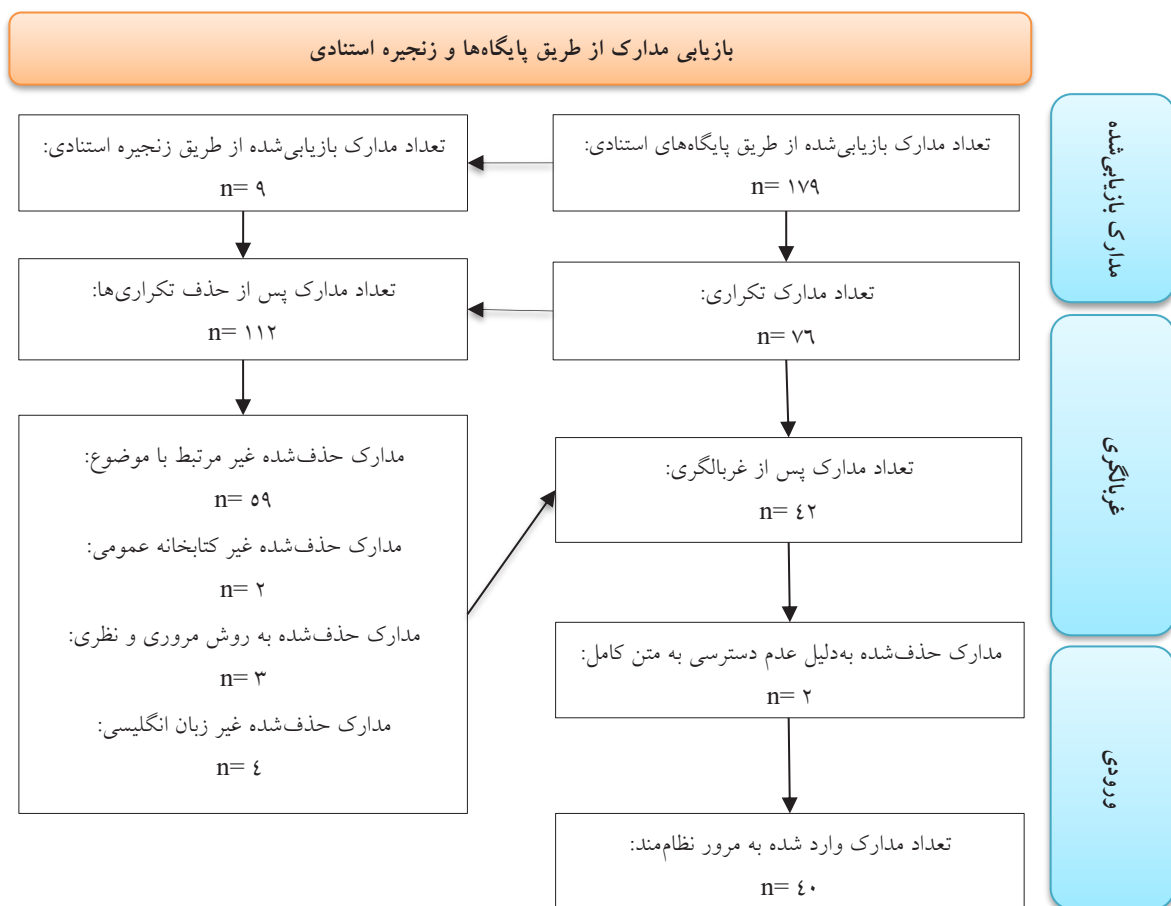 بازیابی مدارک از طریق پایگاه‌ها و زنجیره استنادی
مدارک بازیابی‌شده
تعداد مدارک بازیابی‌شده از طریق پایگاه‌های استنادی:
n= ۱۷۹
تعداد مدارک بازیابی‌شده از طریق زنجیره استنادی:
n= ۹
تعداد مدارک تکراری:
n= ۷٦
تعداد مدارک پس از حذف تکراری‌ها:
n= ۱۱۲
غربالگری
مدارک حذف‌شده غیر مرتبط با موضوع:
n= ٥۹
مدارک حذف‌شده غیر کتابخانه عمومی:
n= ۲
مدارک حذف‌شده به روش مروری و نظری:
n= ۳
مدارک حذف‌شده غیر زبان انگلیسی:
n= ٤
تعداد مدارک پس از غربالگری:
n= ٤۲
ورودی
مدارک حذف‌شده به‌دلیل عدم دسترسی به متن کامل:
n= ۲
تعداد مدارک وارد شده به مرور نظام‌مند:
n= ٤۰